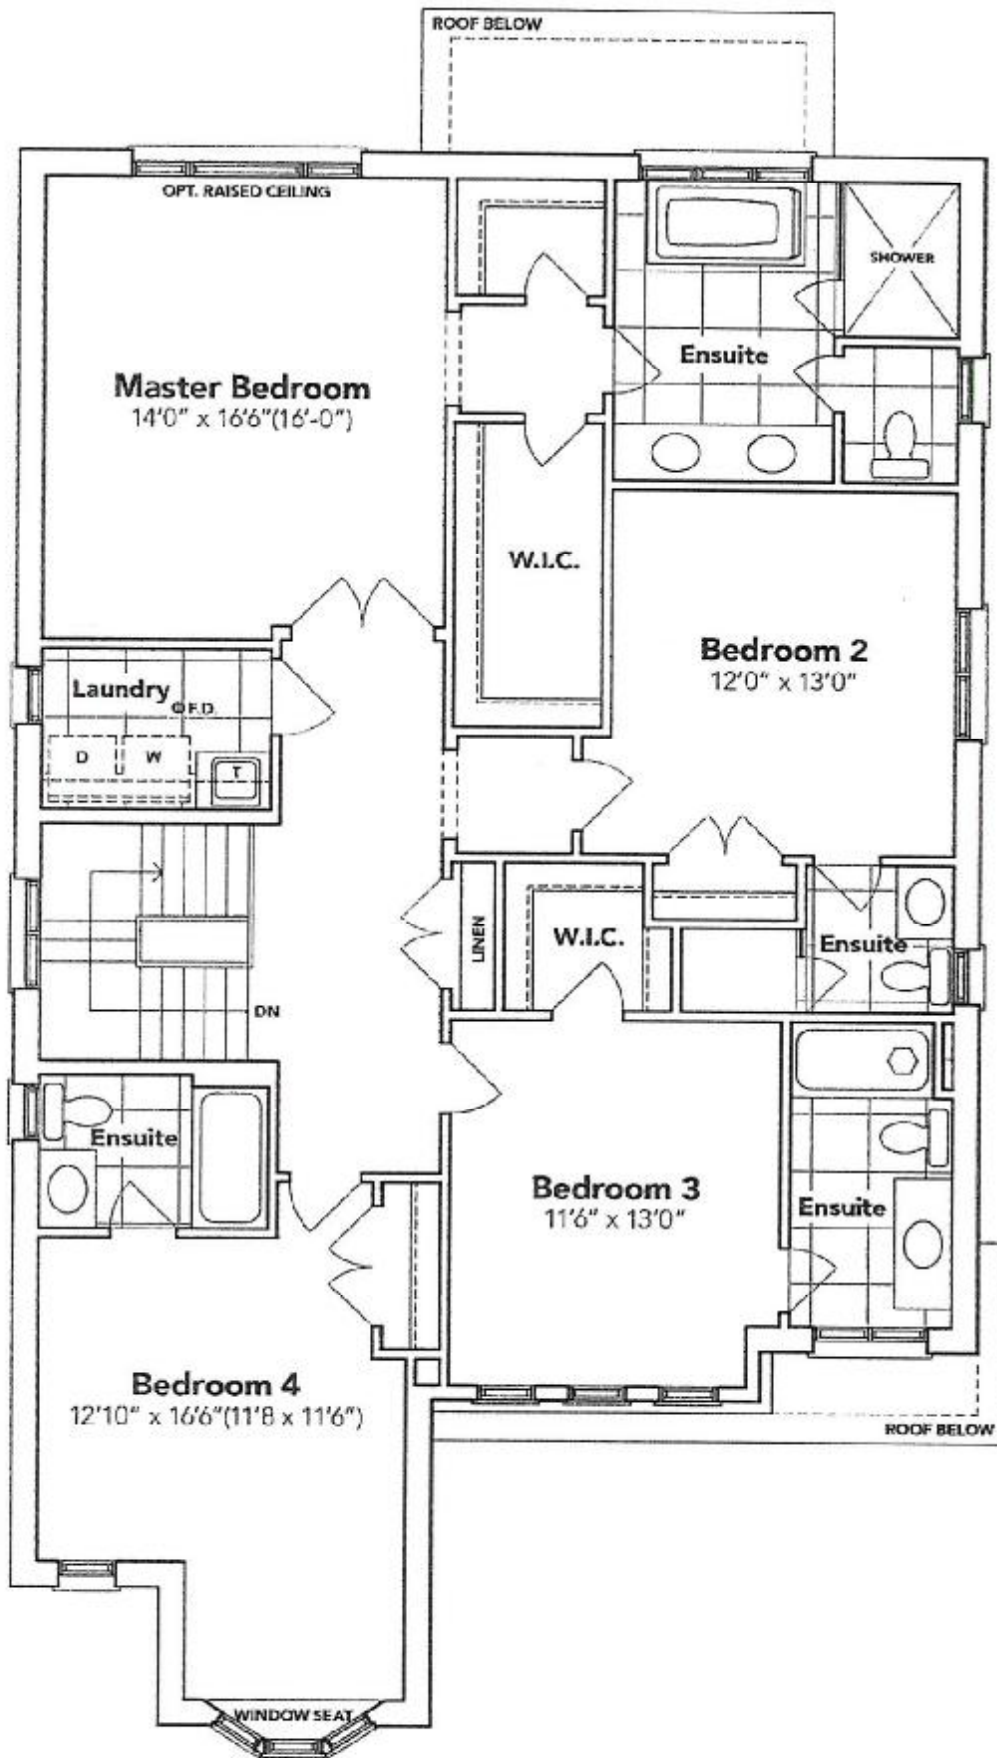 ROOF BELOW
OPT. RAISED CEILING
SHOWER
Ensuite
Master Bedroom
14'0" x 16'6"(16'-0")
W.I.C.
Bedroom 2
12'0" x 13'0"
Laundry
F.D.
D
W
T
LINEN
W.I.C.
Ensuite
DN
Ensuite
Bedroom 3
11'6" x 13'0"
Ensuite
Bedroom 4
12'10" x 16'6"(11'8 x 11'6")
ROOF BELOW
WINDOW SEAT